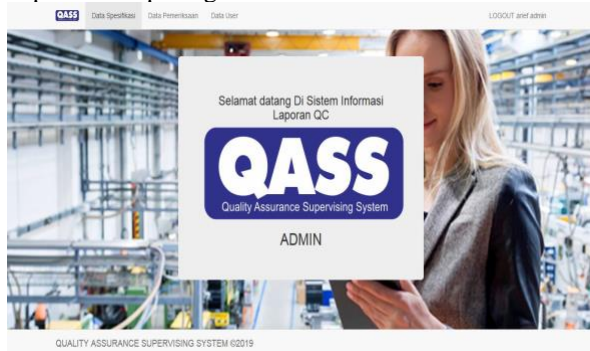 QASS Data Spesifikasi Data Pemeriksaan Data User LOGOUT arief admin
Selamat datang Di Sistem Informasi
Laporan QC
QASS
Quality Assurance Supervising System
ADMIN
QUALITY ASSURANCE SUPERVISING SYSTEM ©2019